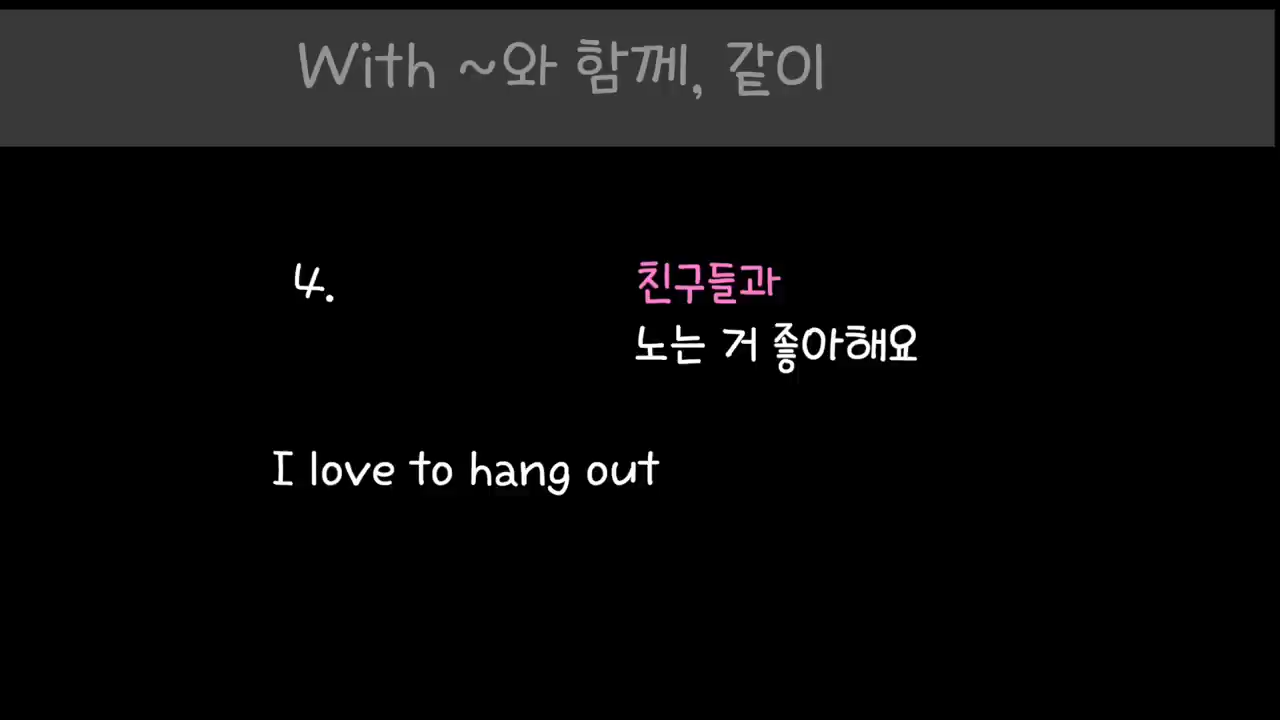 With ~와 함께, 같이
4.
친구들과
노는 거 좋아해요
I love to hang out